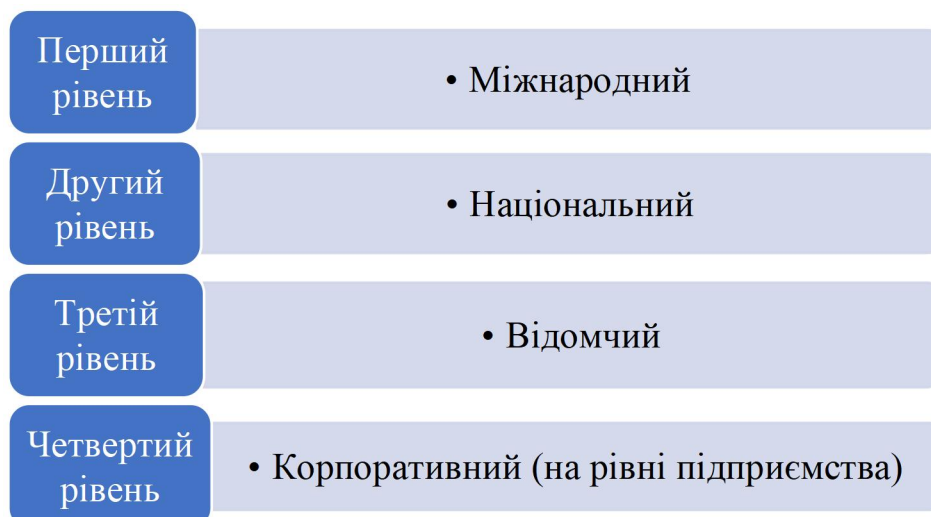 Перший
рівень
• Міжнародний
Другий
рівень
• Національний
Третій
рівень
• Відомчий
Четвертий
рівень
• Корпоративний (на рівні підприємства)